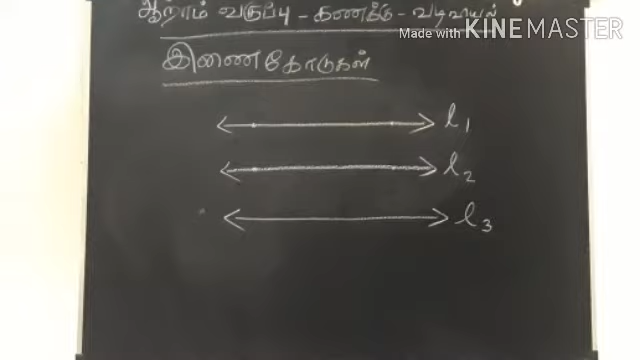 ஆறாம் வகுப்பு - கணக்கு - வடிவியல்
Made with KINEMASTER
இணைகோடுகள்
l₁
l₂
l₃